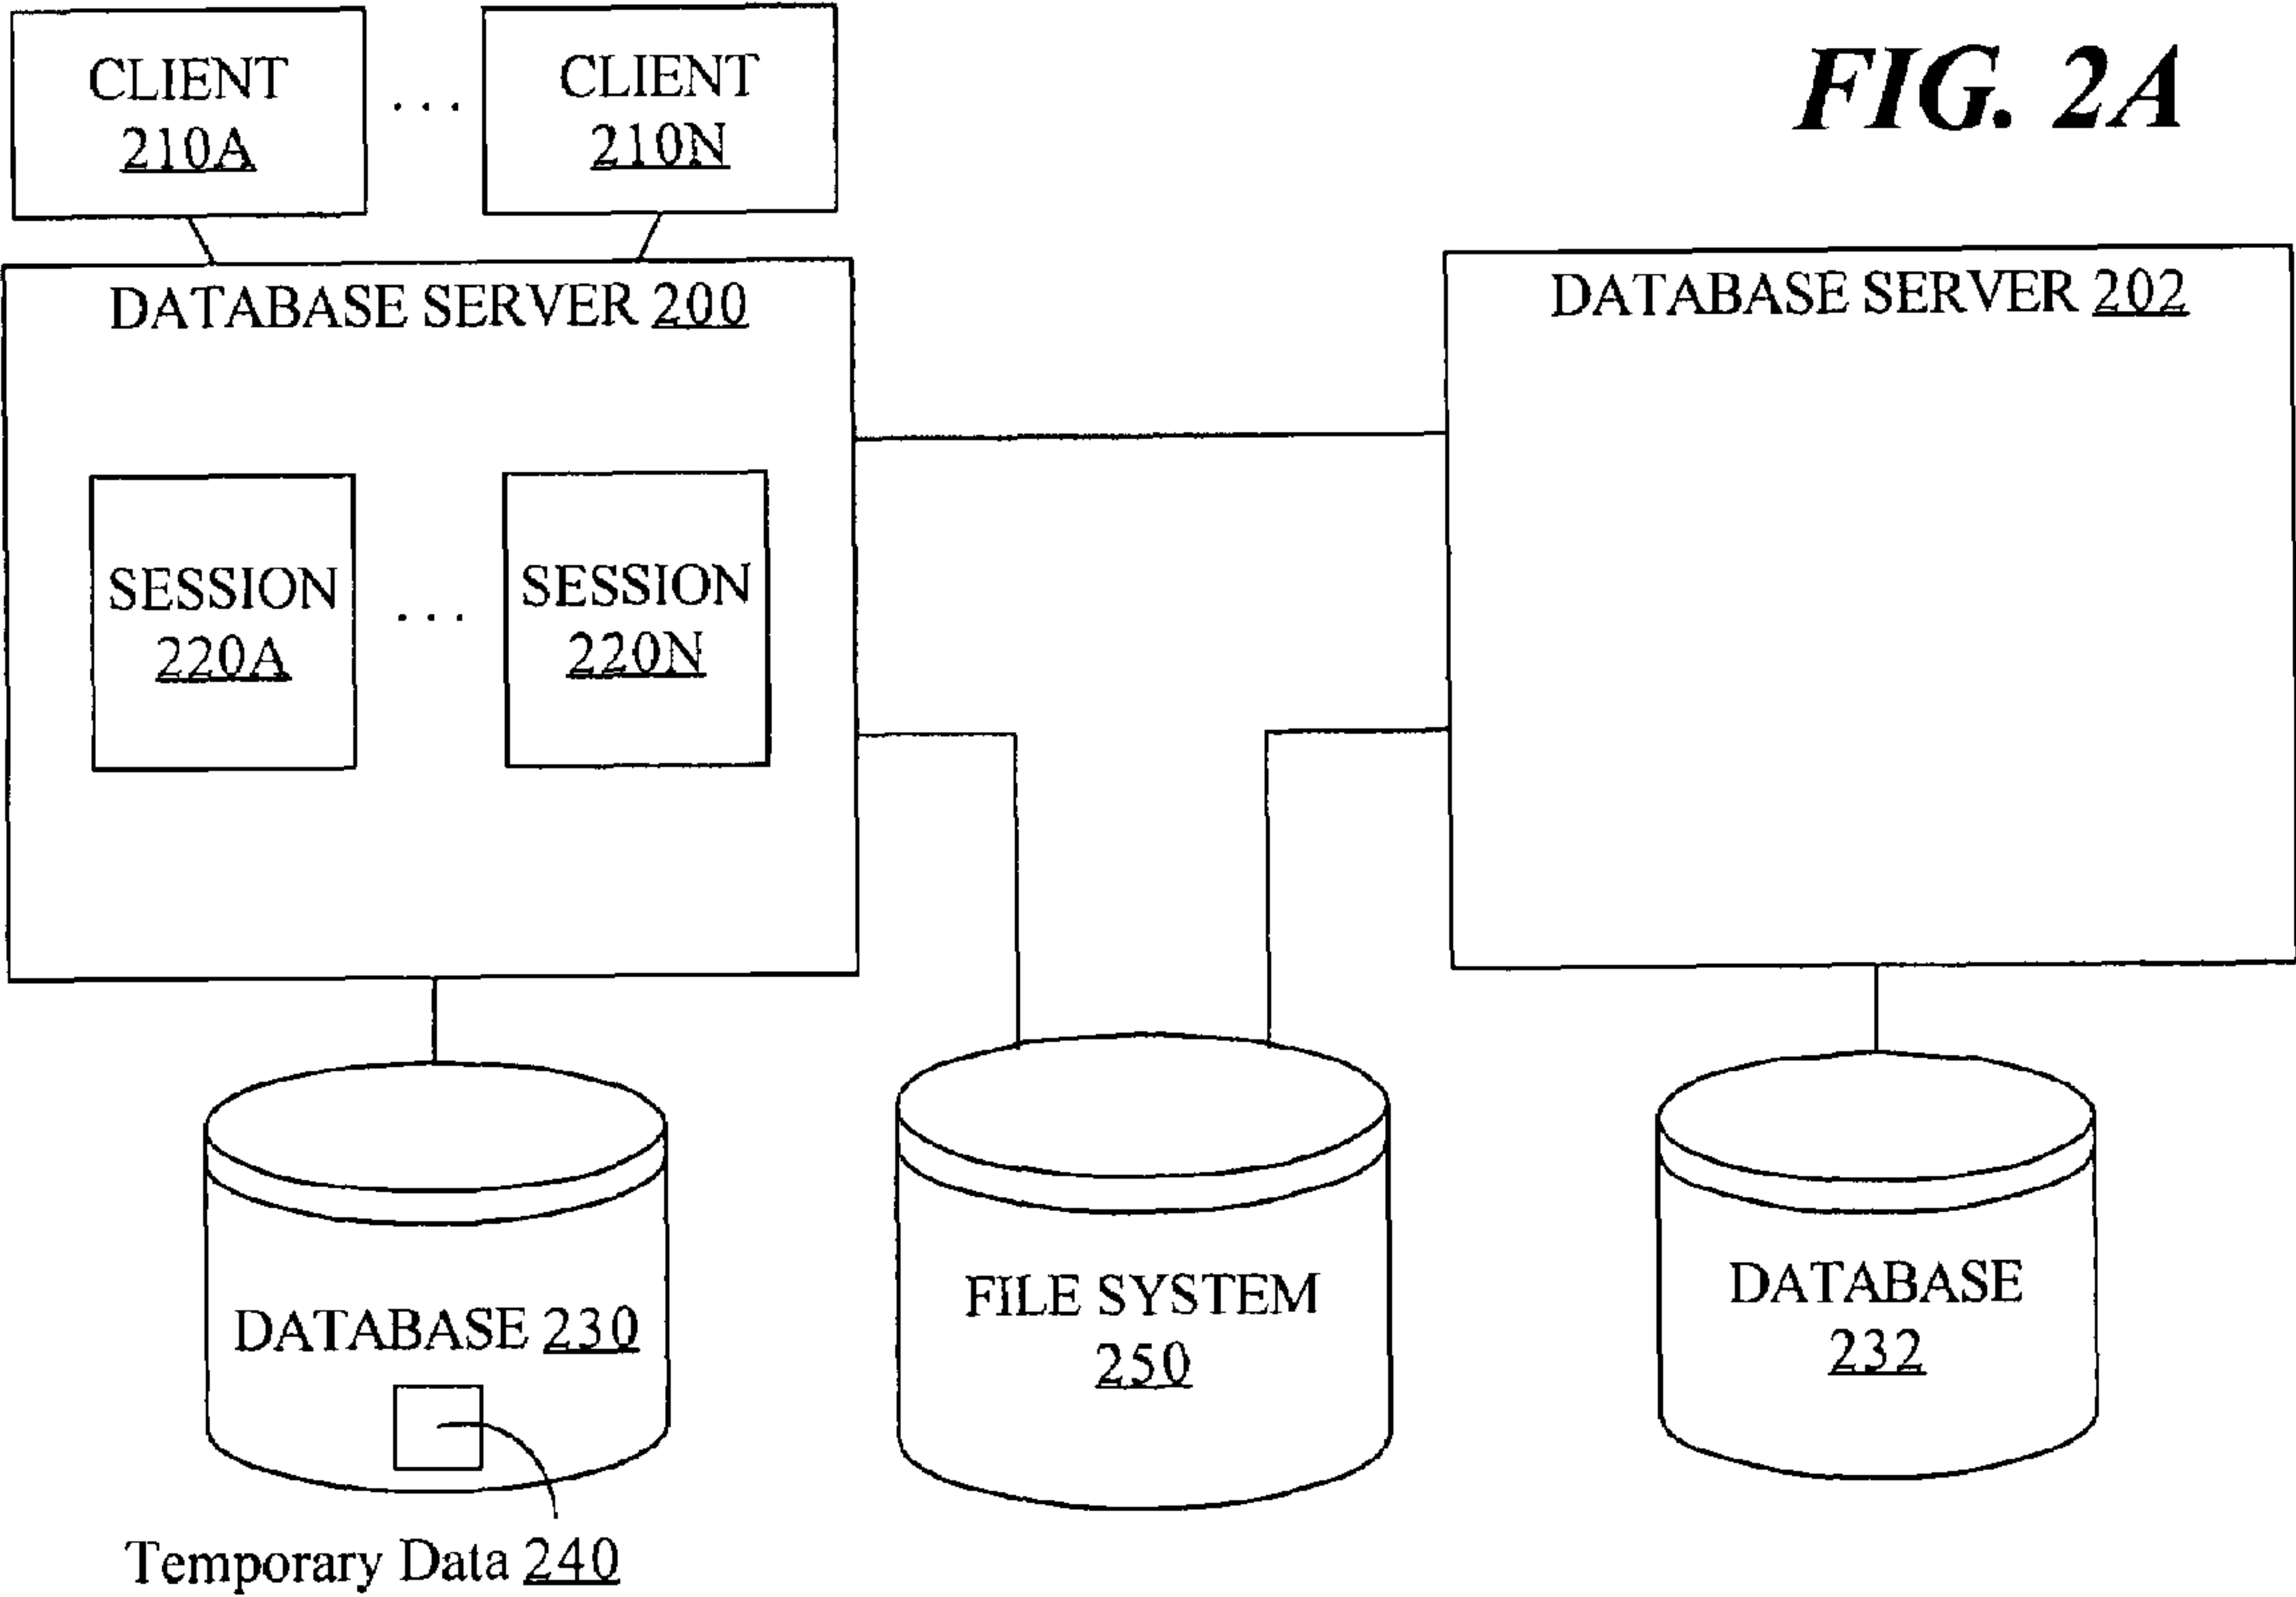 FIG. 2A
CLIENT
210A
...
CLIENT
210N
DATABASE SERVER 200
DATABASE SERVER 202
SESSION
220A
...
SESSION
220N
DATABASE 230
FILE SYSTEM
250
DATABASE
232
Temporary Data 240